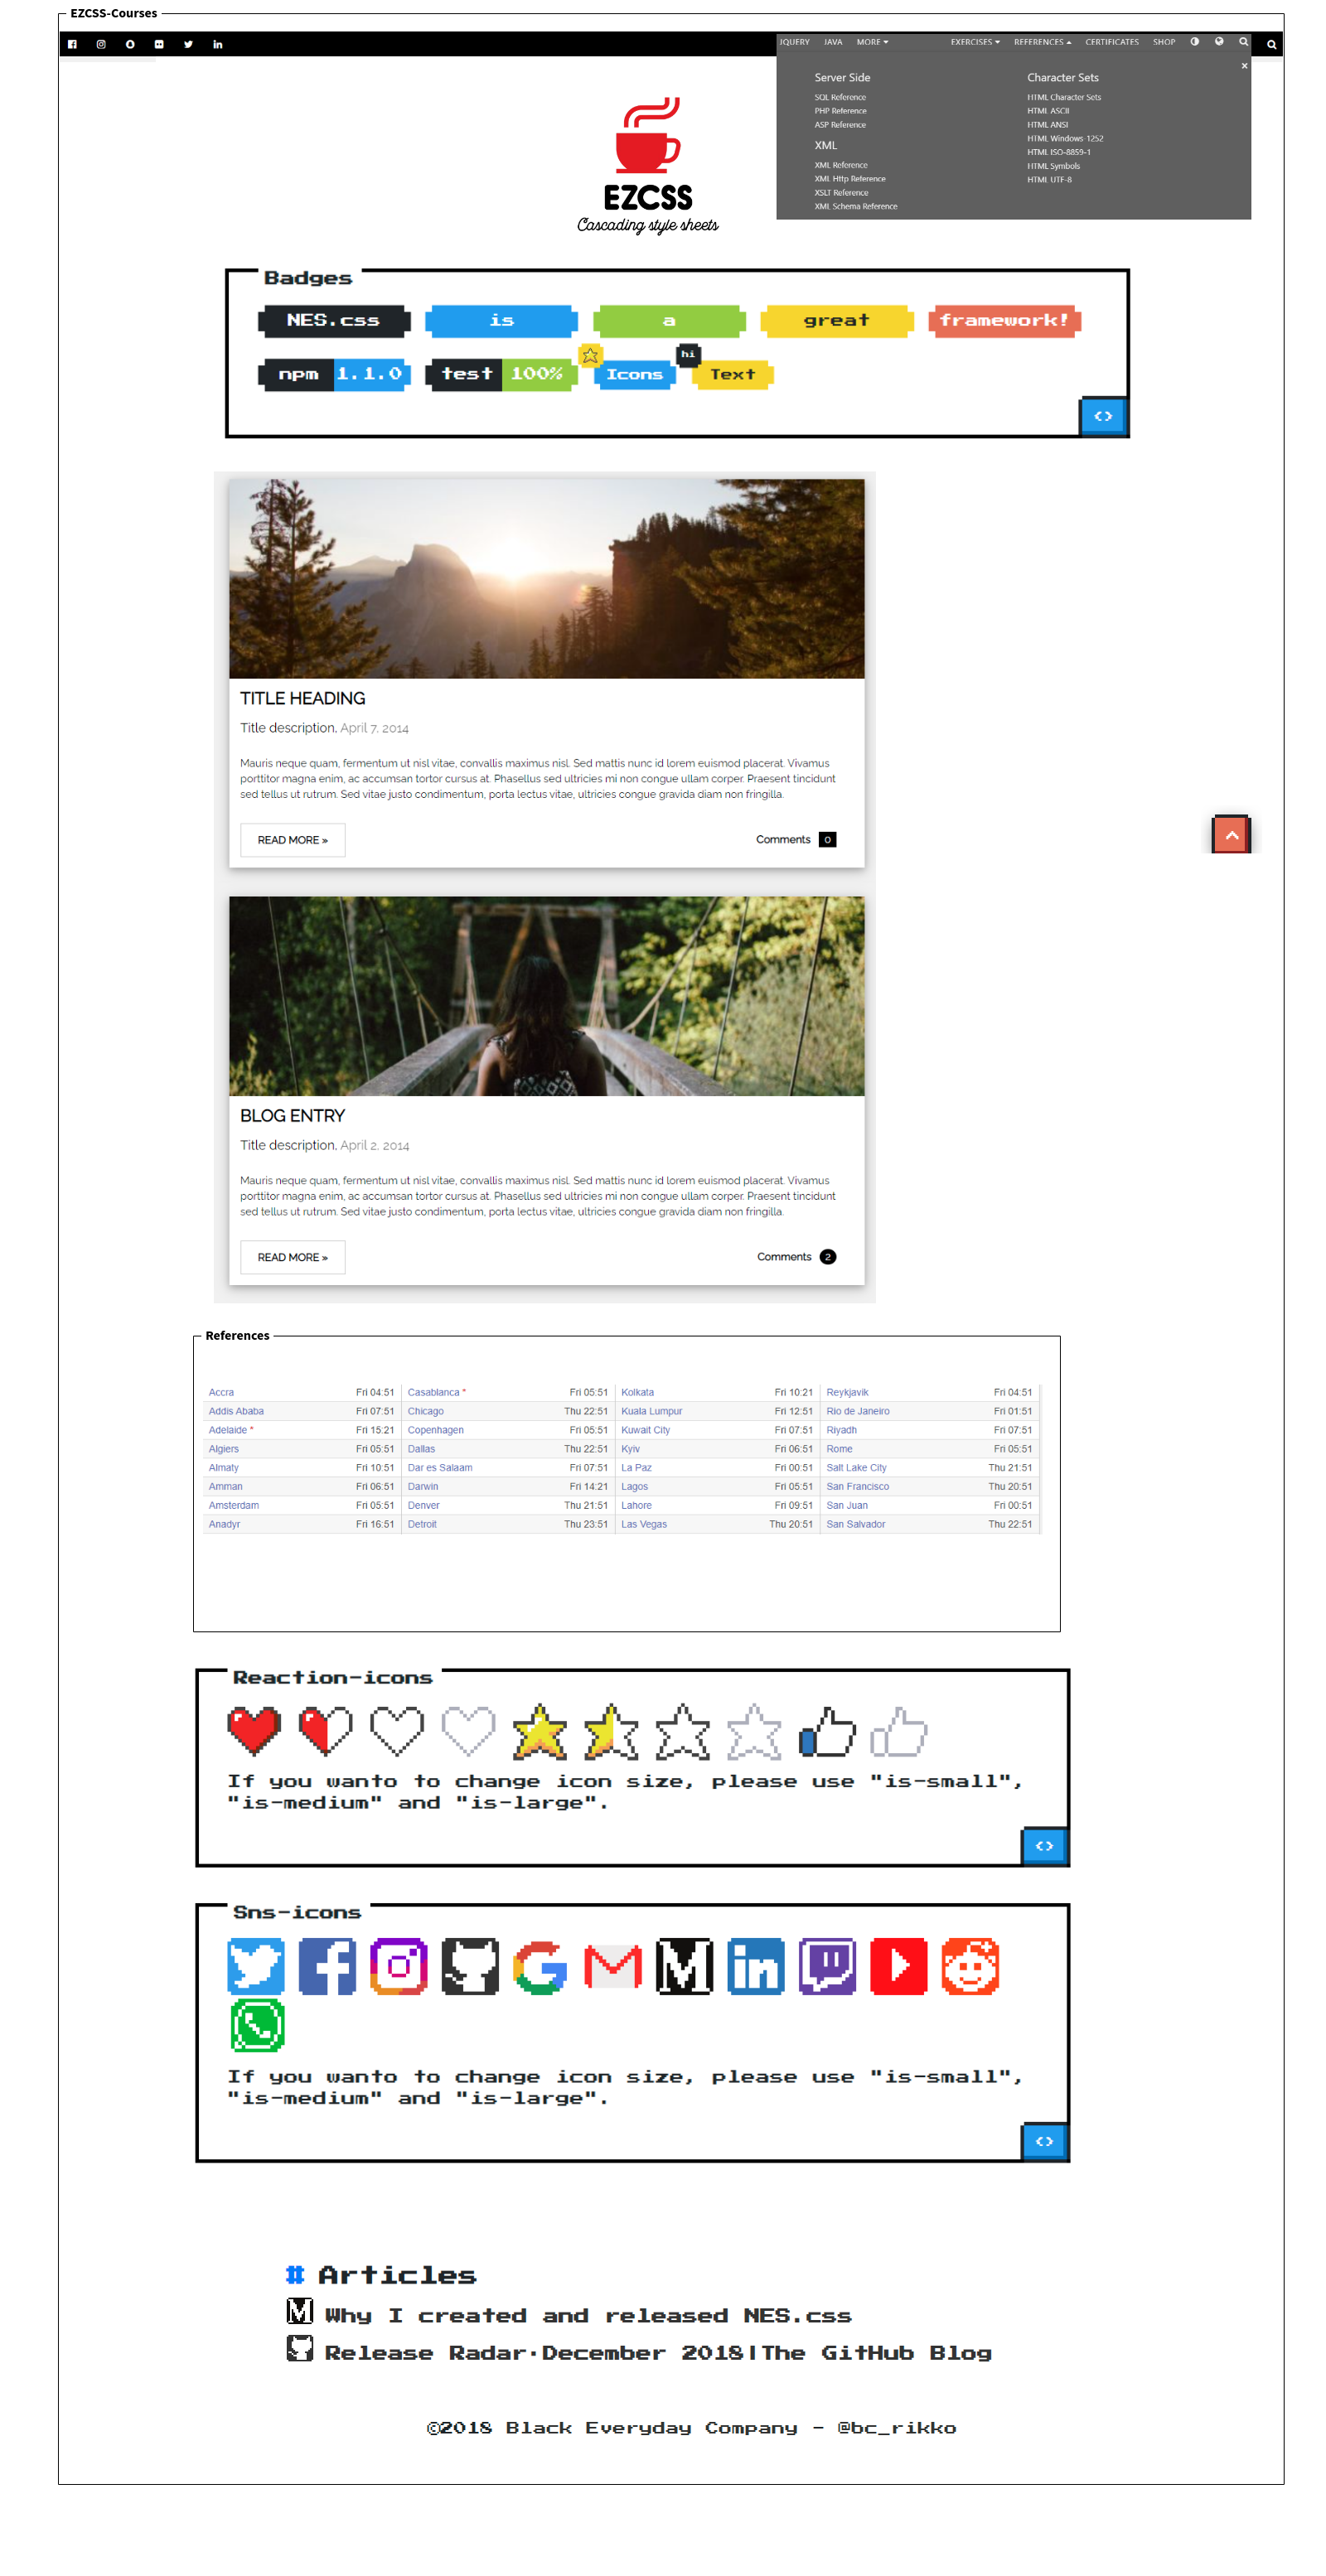 EZCSS-Courses
JQUERY JAVA MORE EXERCISES REFERENCES CERTIFICATES SHOP
Server Side
SQL Reference
PHP Reference
ASP Reference
XML
XML Reference
XML Http Reference
XSLT Reference
XML Schema Reference
Character Sets
HTML Character Sets
HTML ASCII
HTML ANSI
HTML Windows-1252
HTML ISO-8859-1
HTML Symbols
HTML UTF-8
EZCSS
Cascading style sheets
Badges
NES.css is a great framework!
npm 1.1.0 test 100% Icons hi Text
<>
TITLE HEADING
Title description, April 7, 2014
Mauris neque quam, fermentum ut nisl vitae, convallis maximus nisl. Sed mattis nunc id lorem euismod placerat. Vivamus
porttitor magna enim, ac accumsan tortor cursus at. Phasellus sed ultricies mi non congue ullam corper. Praesent tincidunt
sed tellus ut rutrum. Sed vitae justo condimentum, porta lectus vitae, ultricies congue gravida diam non fringilla.
READ MORE » Comments 0
BLOG ENTRY
Title description, April 2, 2014
Mauris neque quam, fermentum ut nisl vitae, convallis maximus nisl. Sed mattis nunc id lorem euismod placerat. Vivamus
porttitor magna enim, ac accumsan tortor cursus at. Phasellus sed ultricies mi non congue ullam corper. Praesent tincidunt
sed tellus ut rutrum. Sed vitae justo condimentum, porta lectus vitae, ultricies congue gravida diam non fringilla.
READ MORE » Comments 2
References
Accra Fri 04:51 Casablanca * Fri 05:51 Kolkata Fri 10:21 Reykjavik Fri 04:51
Addis Ababa Fri 07:51 Chicago Thu 22:51 Kuala Lumpur Fri 12:51 Rio de Janeiro Fri 01:51
Adelaide * Fri 15:21 Copenhagen Fri 05:51 Kuwait City Fri 07:51 Riyadh Fri 07:51
Algiers Fri 05:51 Dallas Thu 22:51 Kyiv Fri 06:51 Rome Fri 05:51
Almaty Fri 10:51 Dar es Salaam Fri 07:51 La Paz Fri 00:51 Salt Lake City Thu 21:51
Amman Fri 06:51 Darwin Fri 14:21 Lagos Fri 05:51 San Francisco Thu 20:51
Amsterdam Fri 05:51 Denver Thu 21:51 Lahore Fri 09:51 San Juan Fri 00:51
Anadyr Fri 16:51 Detroit Thu 23:51 Las Vegas Thu 20:51 San Salvador Thu 22:51
Reaction-icons
If you wanto to change icon size, please use "is-small",
"is-medium" and "is-large".
<>
Sns-icons
If you wanto to change icon size, please use "is-small",
"is-medium" and "is-large".
<>
# Articles
Why I created and released NES.css
Release Radar·December 2018|The GitHub Blog
©2018 Black Everyday Company - @bc_rikko